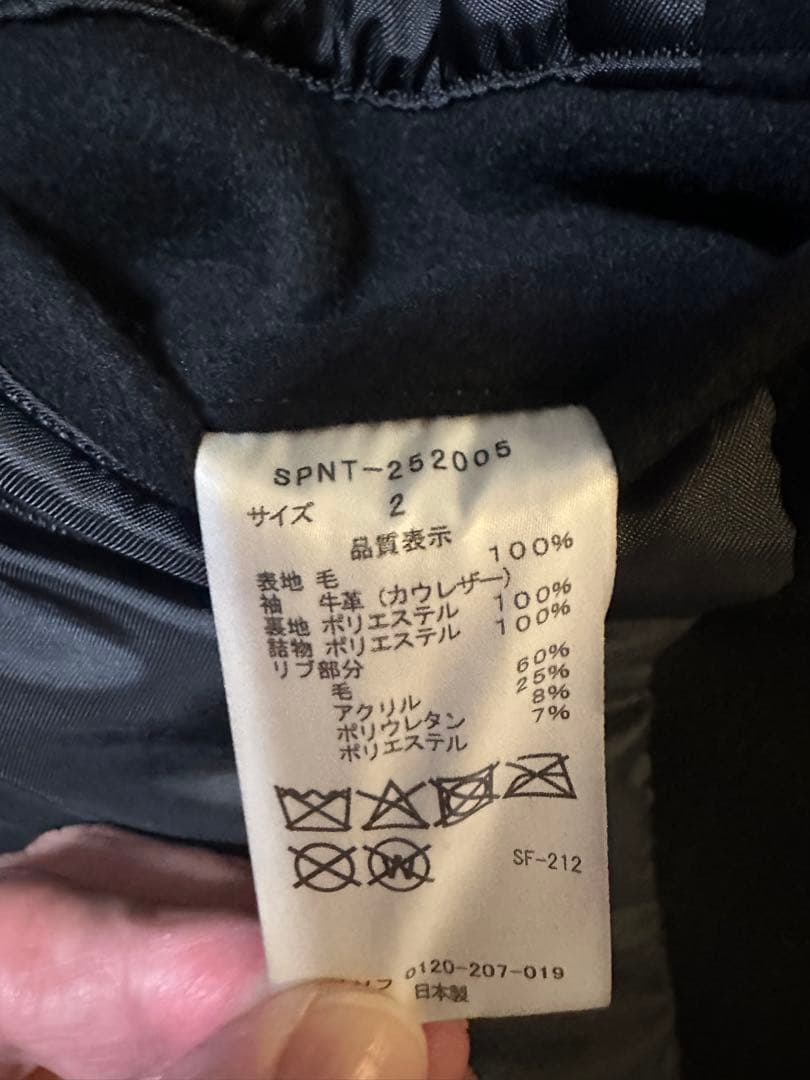 SPNT-252005
サイズ 2
品質表示
表地 毛 100%
袖 牛革 (カウレザー)
裏地 ポリエステル 100%
詰物 ポリエステル 100%
リブ部分
毛 60%
アクリル 25%
ポリウレタン 8%
ポリエステル 7%
W
SF-212
0120-207-019
日本製